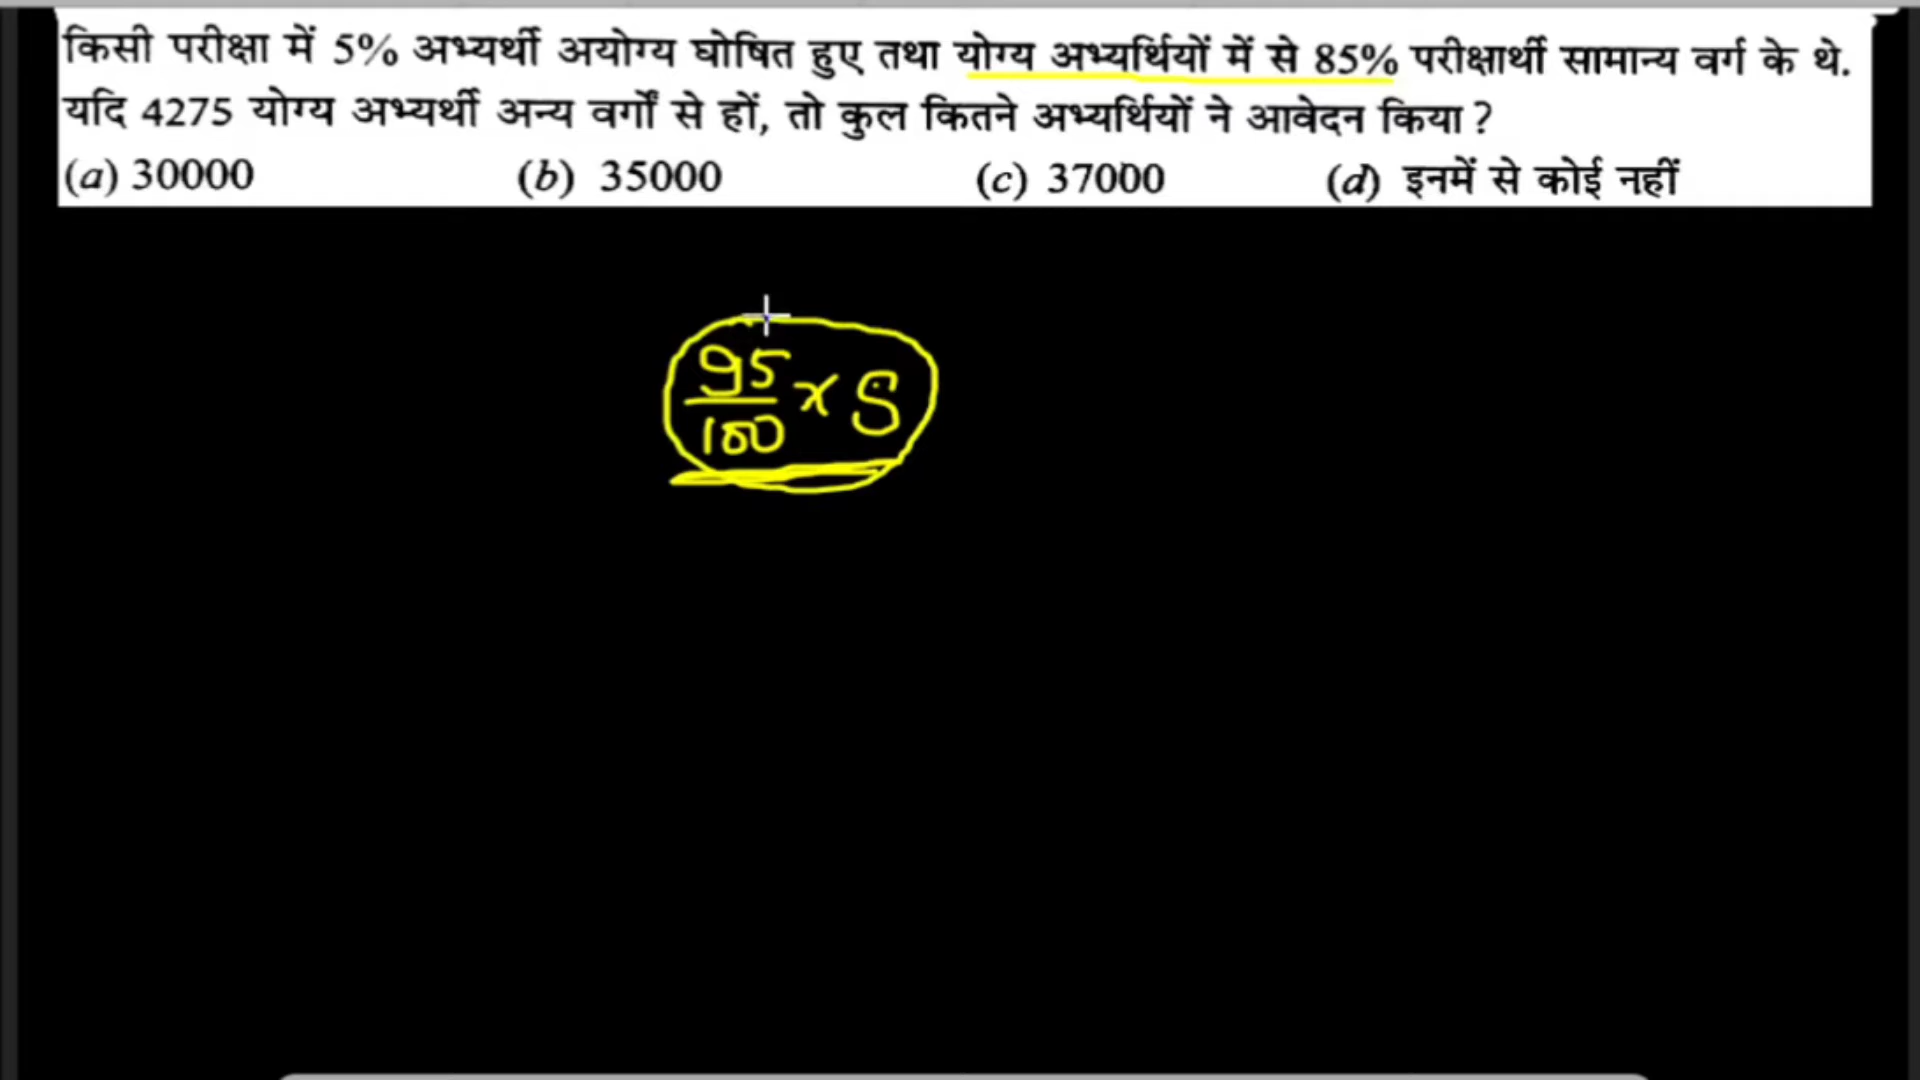 किसी परीक्षा में 5% अभ्यर्थी अयोग्य घोषित हुए तथा योग्य अभ्यर्थियों में से 85% परीक्षार्थी सामान्य वर्ग के थे.
यदि 4275 योग्य अभ्यर्थी अन्य वर्गों से हों, तो कुल कितने अभ्यर्थियों ने आवेदन किया ?
(a) 30000 (b) 35000 (c) 37000 (d) इनमें से कोई नहीं
95/100 × S